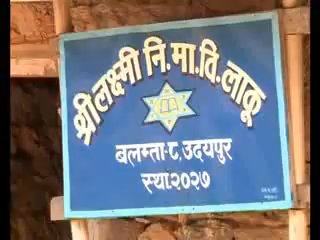 श्री लक्ष्मी नि.मा.वि. लाकू
बलम्ता-८, उदयपुर
स्था.२०२७